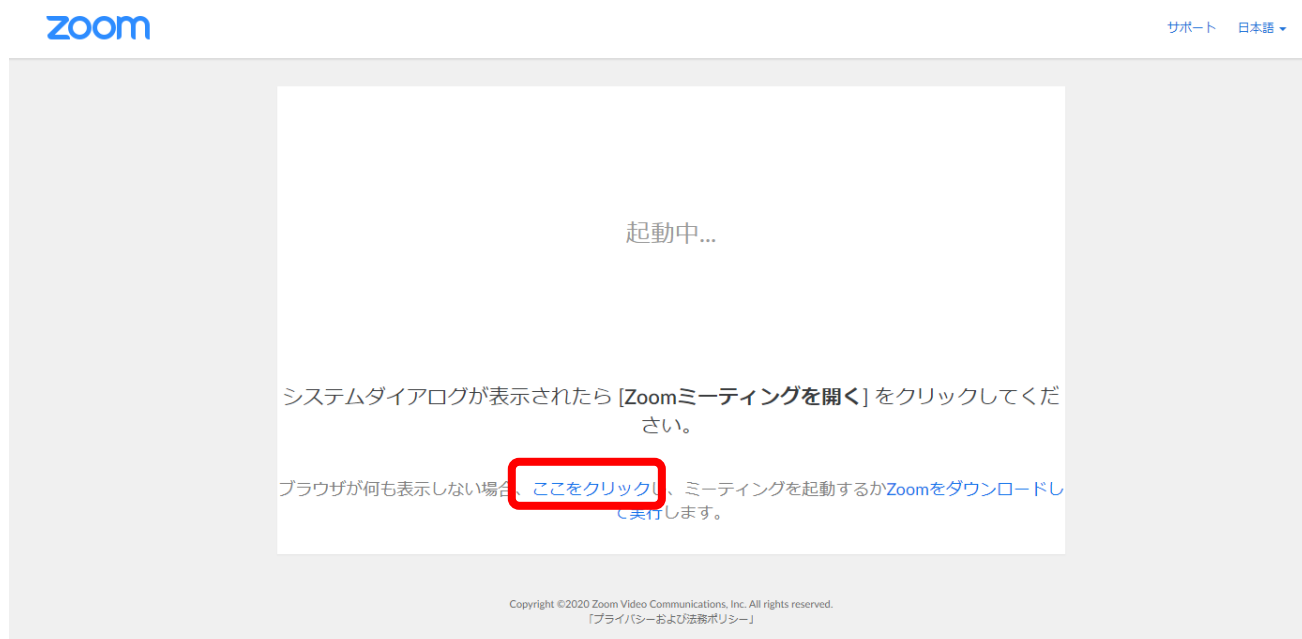 zoom
サポート 日本語
起動中...
システムダイアログが表示されたら [Zoomミーティングを開く] をクリックしてくだ
さい。
ブラウザが何も表示しない場合、ここをクリックし、ミーティングを起動するかZoomをダウンロードし
て実行します。
Copyright ©2020 Zoom Video Communications, Inc. All rights reserved.
「プライバシーおよび法務ポリシー」